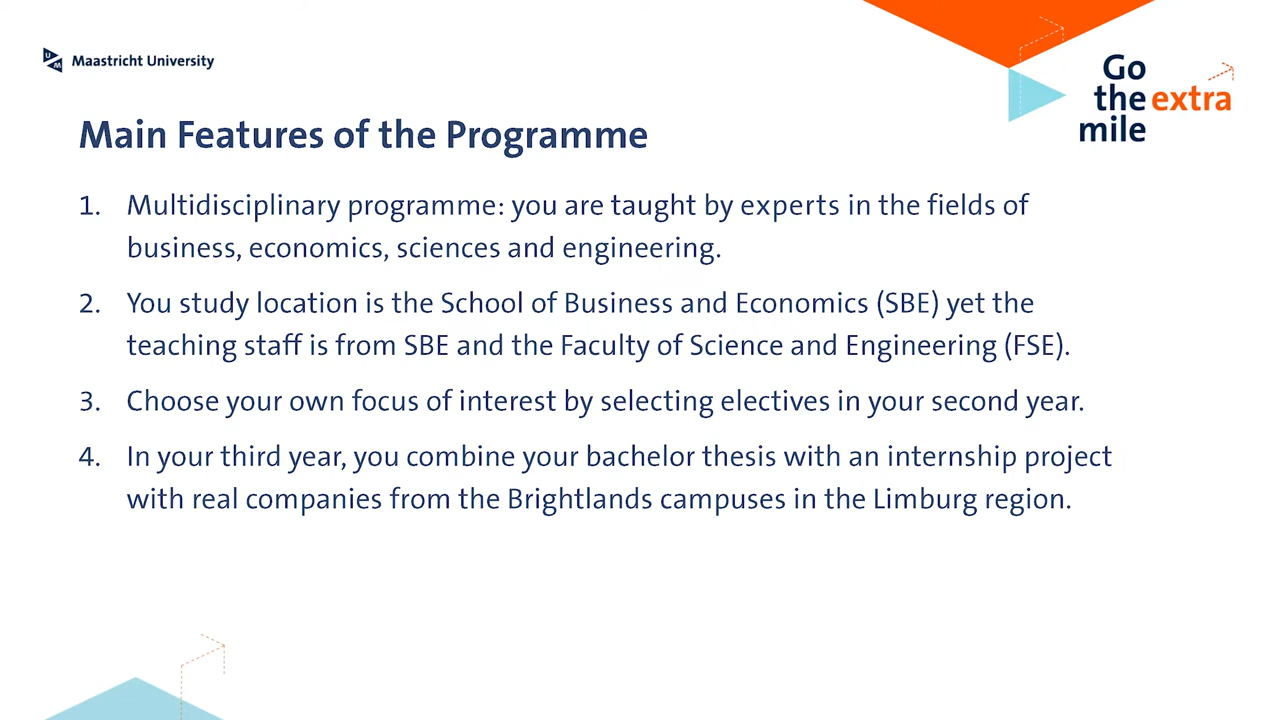 UM Maastricht University
Go
the extra
mile
Main Features of the Programme
1. Multidisciplinary programme: you are taught by experts in the fields of
business, economics, sciences and engineering.
2. You study location is the School of Business and Economics (SBE) yet the
teaching staff is from SBE and the Faculty of Science and Engineering (FSE).
3. Choose your own focus of interest by selecting electives in your second year.
4. In your third year, you combine your bachelor thesis with an internship project
with real companies from the Brightlands campuses in the Limburg region.